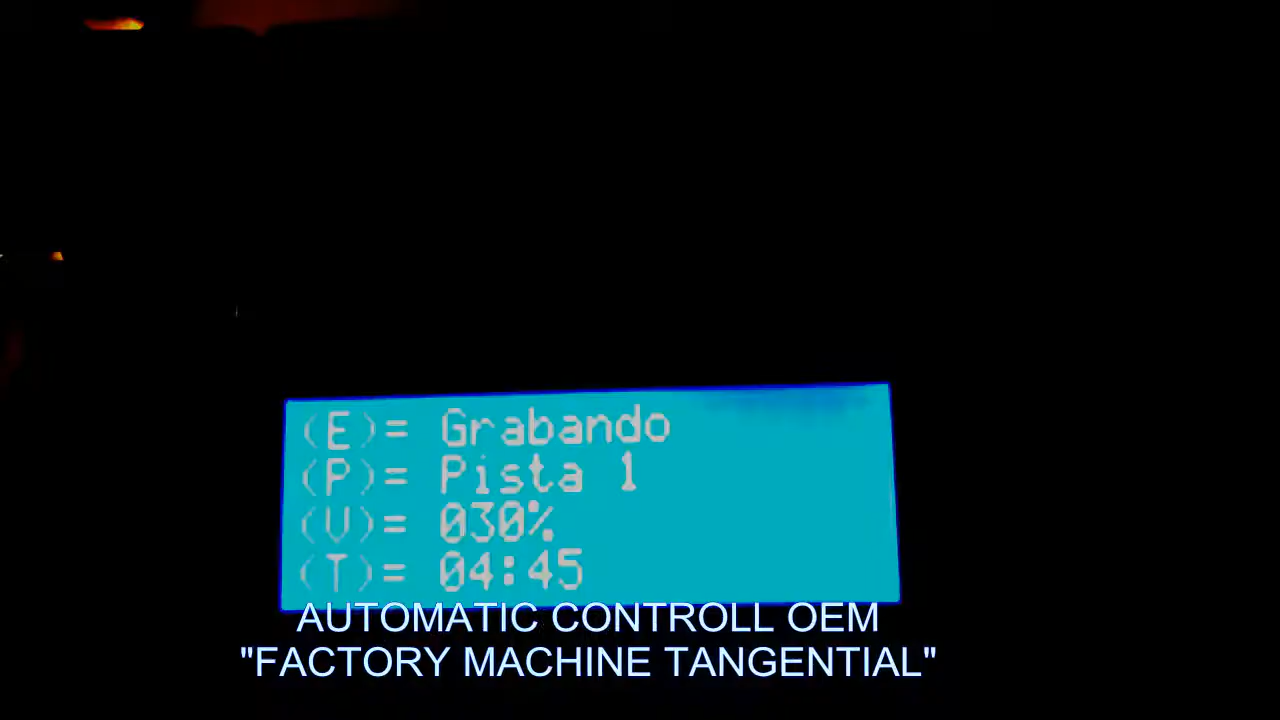 (E)= Grabando
(P)= Pista 1
(V)= 030%
(T)= 04:45
AUTOMATIC CONTROLL OEM
"FACTORY MACHINE TANGENTIAL"